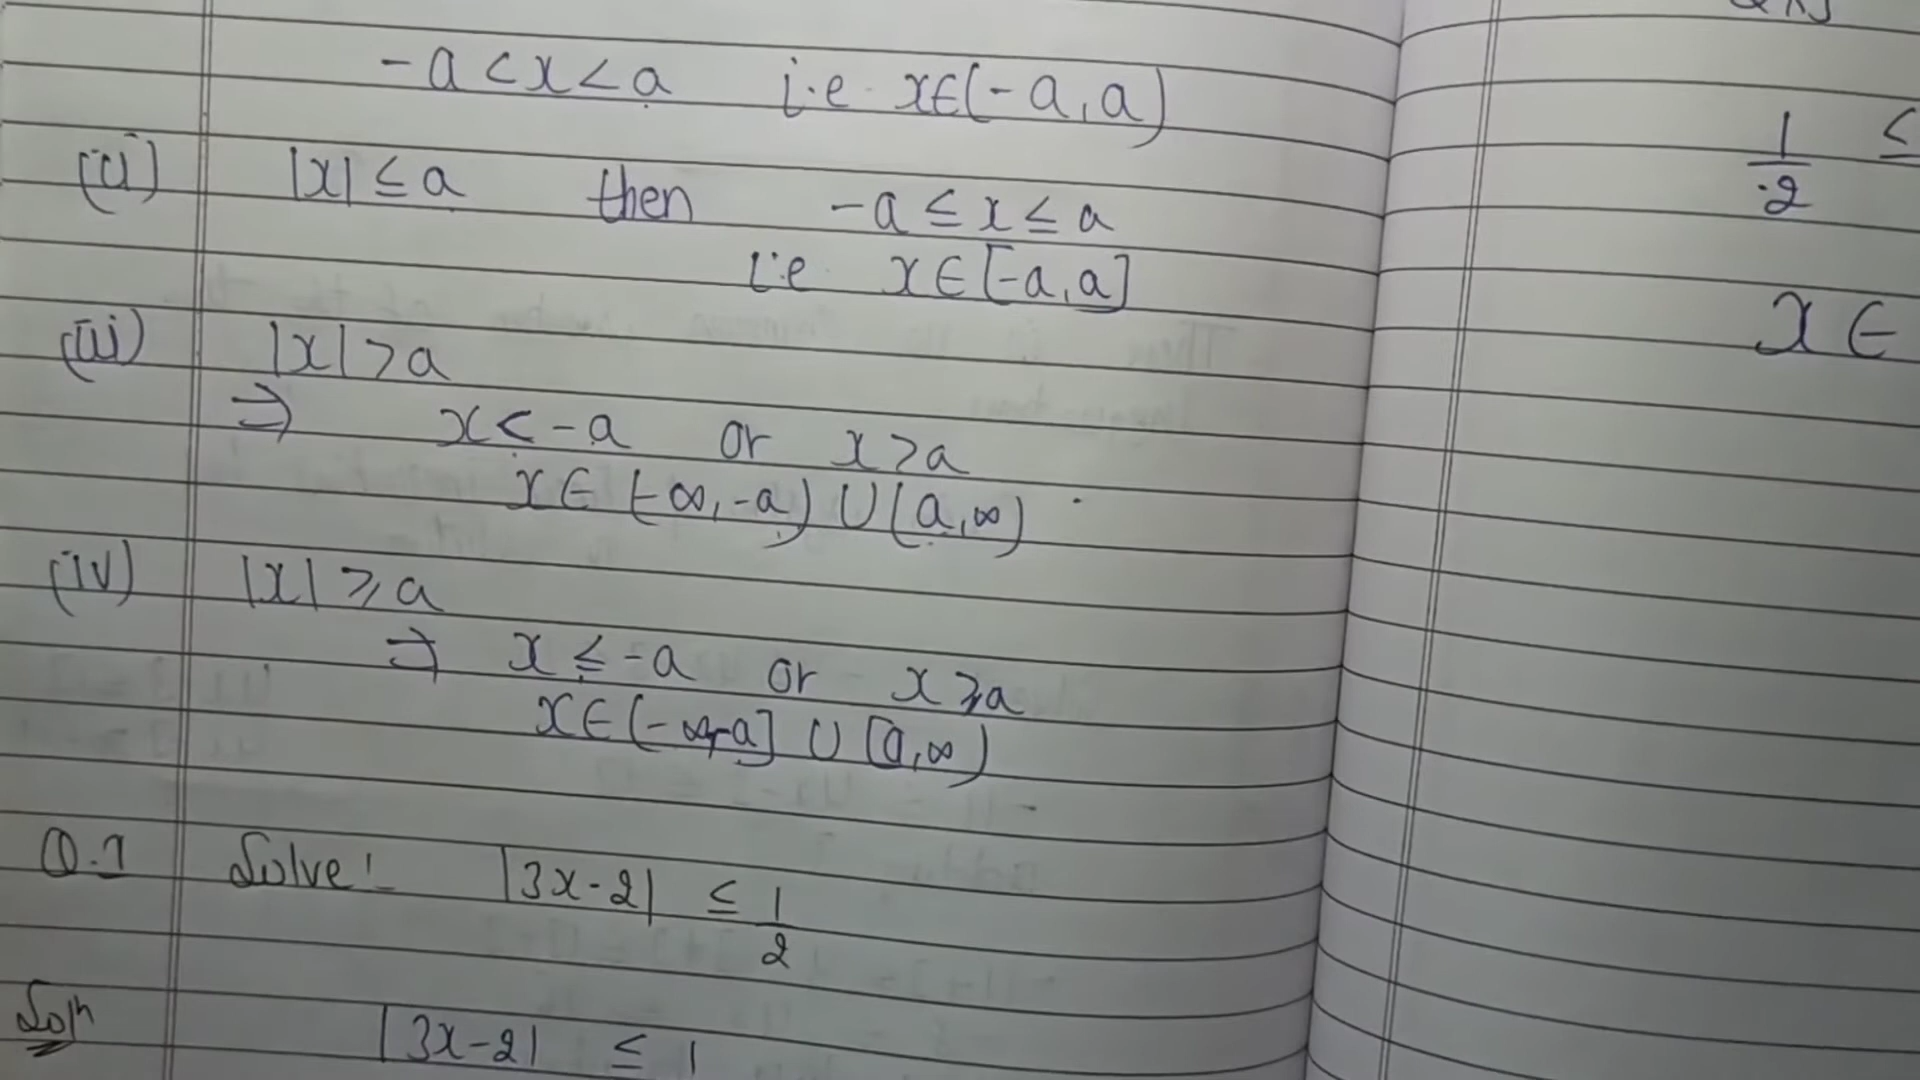 -a < x < a i.e x∈(-a, a)
(ii) |x| ≤ a then -a ≤ x ≤ a
i.e x∈[-a, a]
(iii) |x| > a
⇒ x < -a or x > a
x∈(-∞, -a) ∪ (a, ∞)
(iv) |x| ≥ a
⇒ x ≤ -a or x ≥ a
x∈(-∞, -a] ∪ [a, ∞)
Q.1 Solve:- |3x-2| ≤ 1/2
Soln |3x-2| ≤ 1
1/2 ≤
x ∈